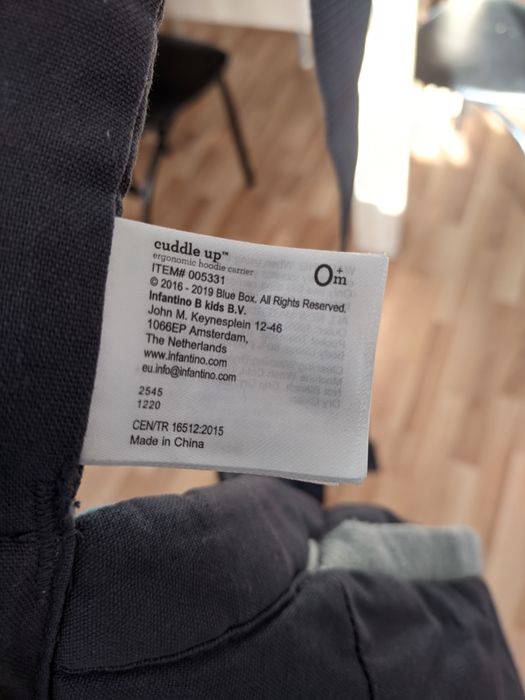 cuddle up™
ergonomic hoodie carrier
ITEM# 005331
0+m
© 2016 - 2019 Blue Box. All Rights Reserved.
Infantino B kids B.V.
John M. Keynesplein 12-46
1066EP Amsterdam,
The Netherlands
www.infantino.com
eu.info@infantino.com
2545
1220
CEN/TR 16512:2015
Made in China